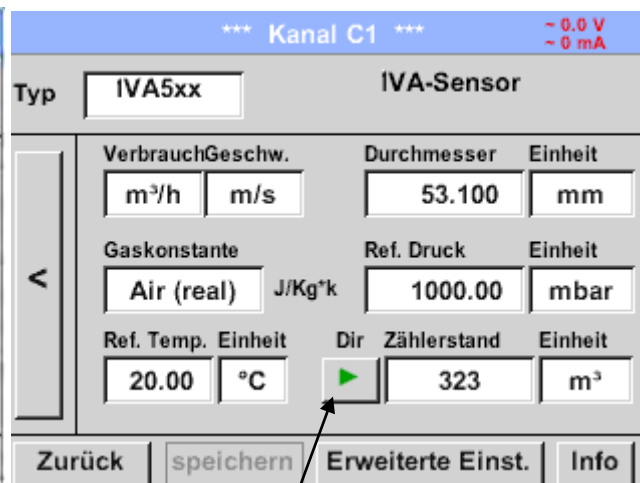 *** Kanal C1 *** ~ 0.0 V
~ 0 mA
Typ IVA5xx IVA-Sensor
VerbrauchGeschw. Durchmesser Einheit
m³/h m/s 53.100 mm
Gaskonstante Ref. Druck Einheit
< Air (real) J/Kg*k 1000.00 mbar
Ref. Temp. Einheit Dir Zählerstand Einheit
20.00 °C 323 m³
Zurück speichern Erweiterte Einst. Info